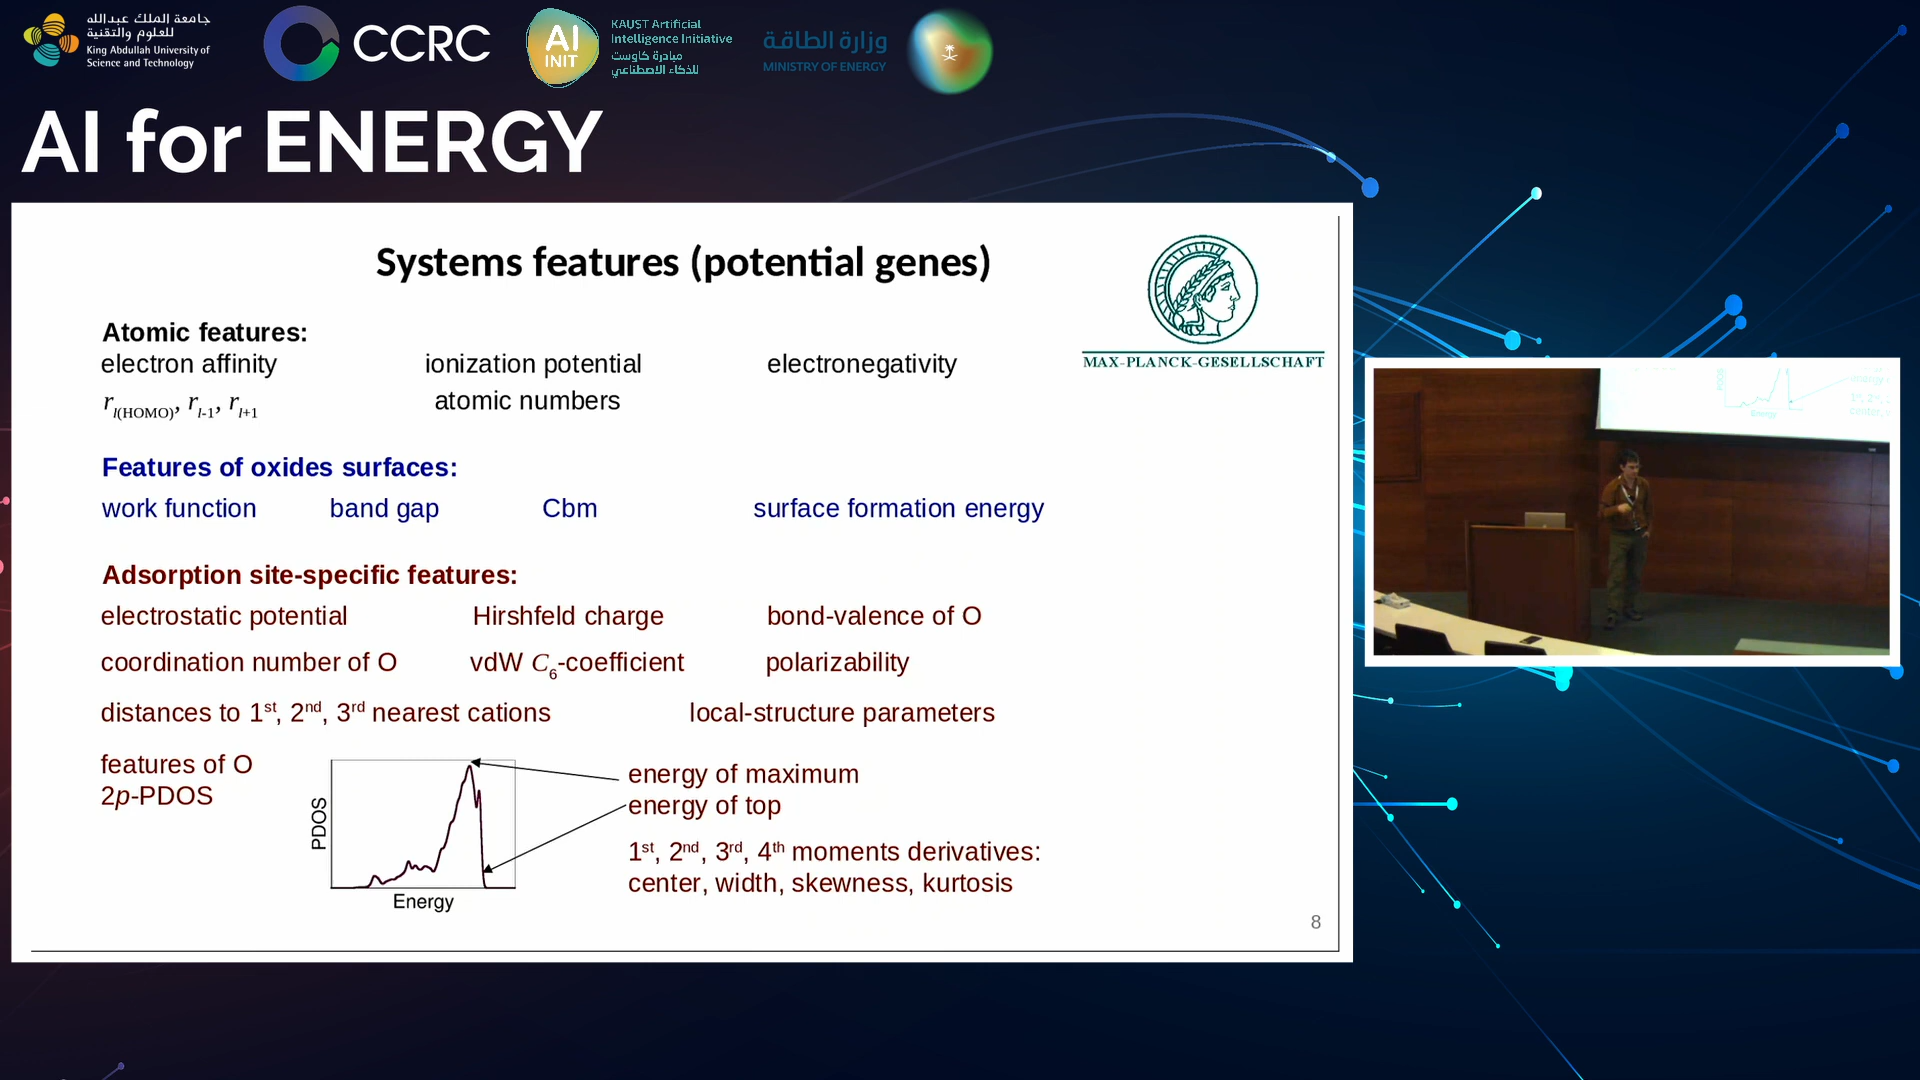 جامعة الملك عبدالله
للعلوم والتقنية
King Abdullah University of
Science and Technology
CCRC
AI
INIT
KAUST Artificial
Intelligence Initiative
مبادرة كاوست
للذكاء الاصطناعي
وزارة الطاقة
MINISTRY OF ENERGY
AI for ENERGY
Systems features (potential genes)
MAX-PLANCK-GESELLSCHAFT
Atomic features:
electron affinity ionization potential electronegativity
rl(HOMO), rl-1, rl+1 atomic numbers
Features of oxides surfaces:
work function band gap Cbm surface formation energy
Adsorption site-specific features:
electrostatic potential Hirshfeld charge bond-valence of O
coordination number of O vdW C6-coefficient polarizability
distances to 1st, 2nd, 3rd nearest cations local-structure parameters
features of O
2p-PDOS
PDOS
Energy
energy of maximum
energy of top
1st, 2nd, 3rd, 4th moments derivatives:
center, width, skewness, kurtosis
8